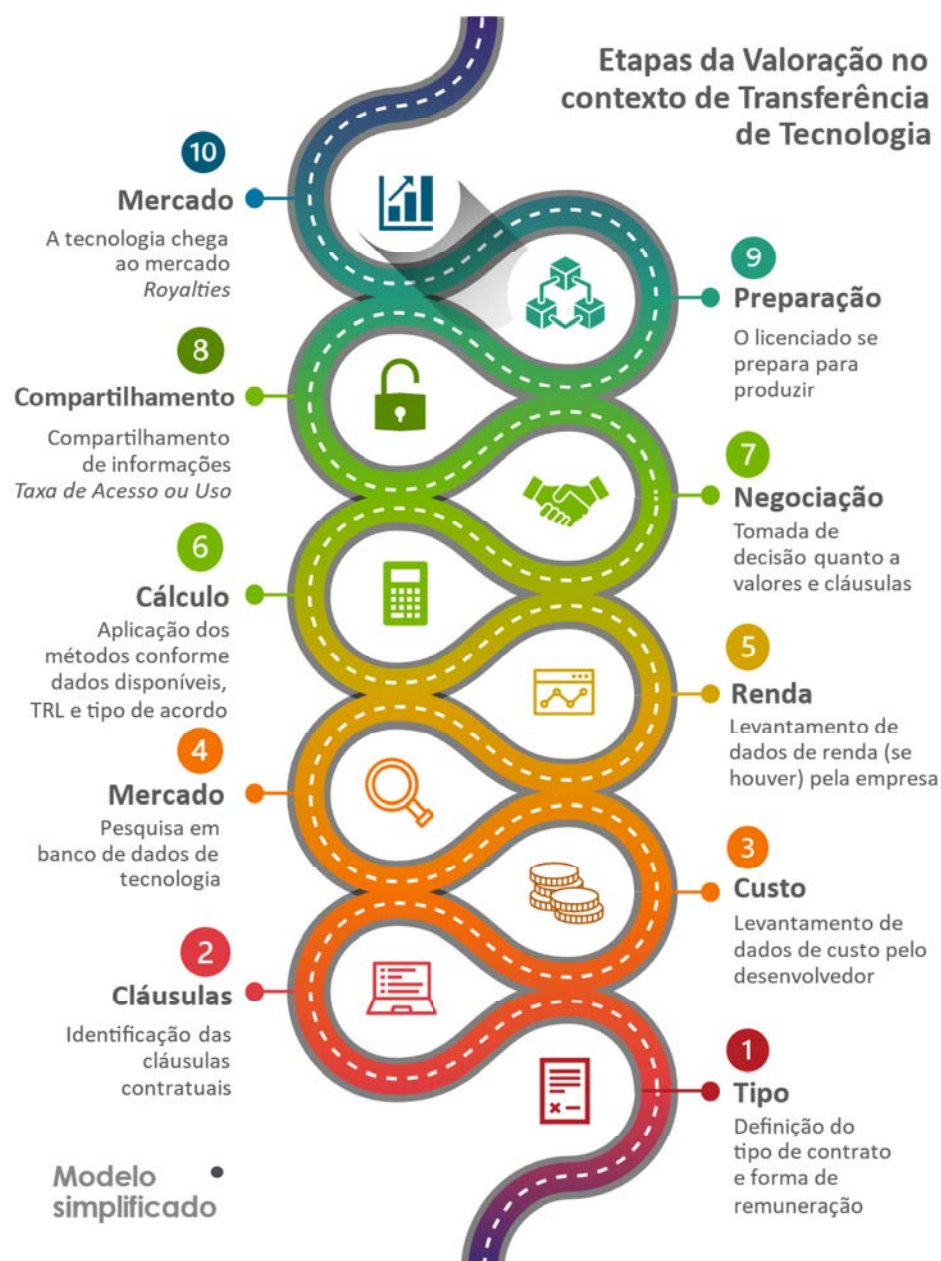 Etapas da Valoração no
contexto de Transferência
de Tecnologia
10
Mercado
A tecnologia chega
ao mercado
Royalties
9
Preparação
O licenciado se
prepara para
produzir
8
Compartilhamento
Compartilhamento
de informações
Taxa de Acesso ou Uso
7
Negociação
Tomada de
decisão quanto a
valores e cláusulas
6
Cálculo
Aplicação dos
métodos conforme
dados disponíveis,
TRL e tipo de acordo
5
Renda
Levantamento de
dados de renda (se
houver) pela empresa
4
Mercado
Pesquisa em
banco de dados de
tecnologia
3
Custo
Levantamento de
dados de custo pelo
desenvolvedor
2
Cláusulas
Identificação das
cláusulas
contratuais
1
Tipo
Definição do
tipo de contrato
e forma de
remuneração
Modelo
simplificado